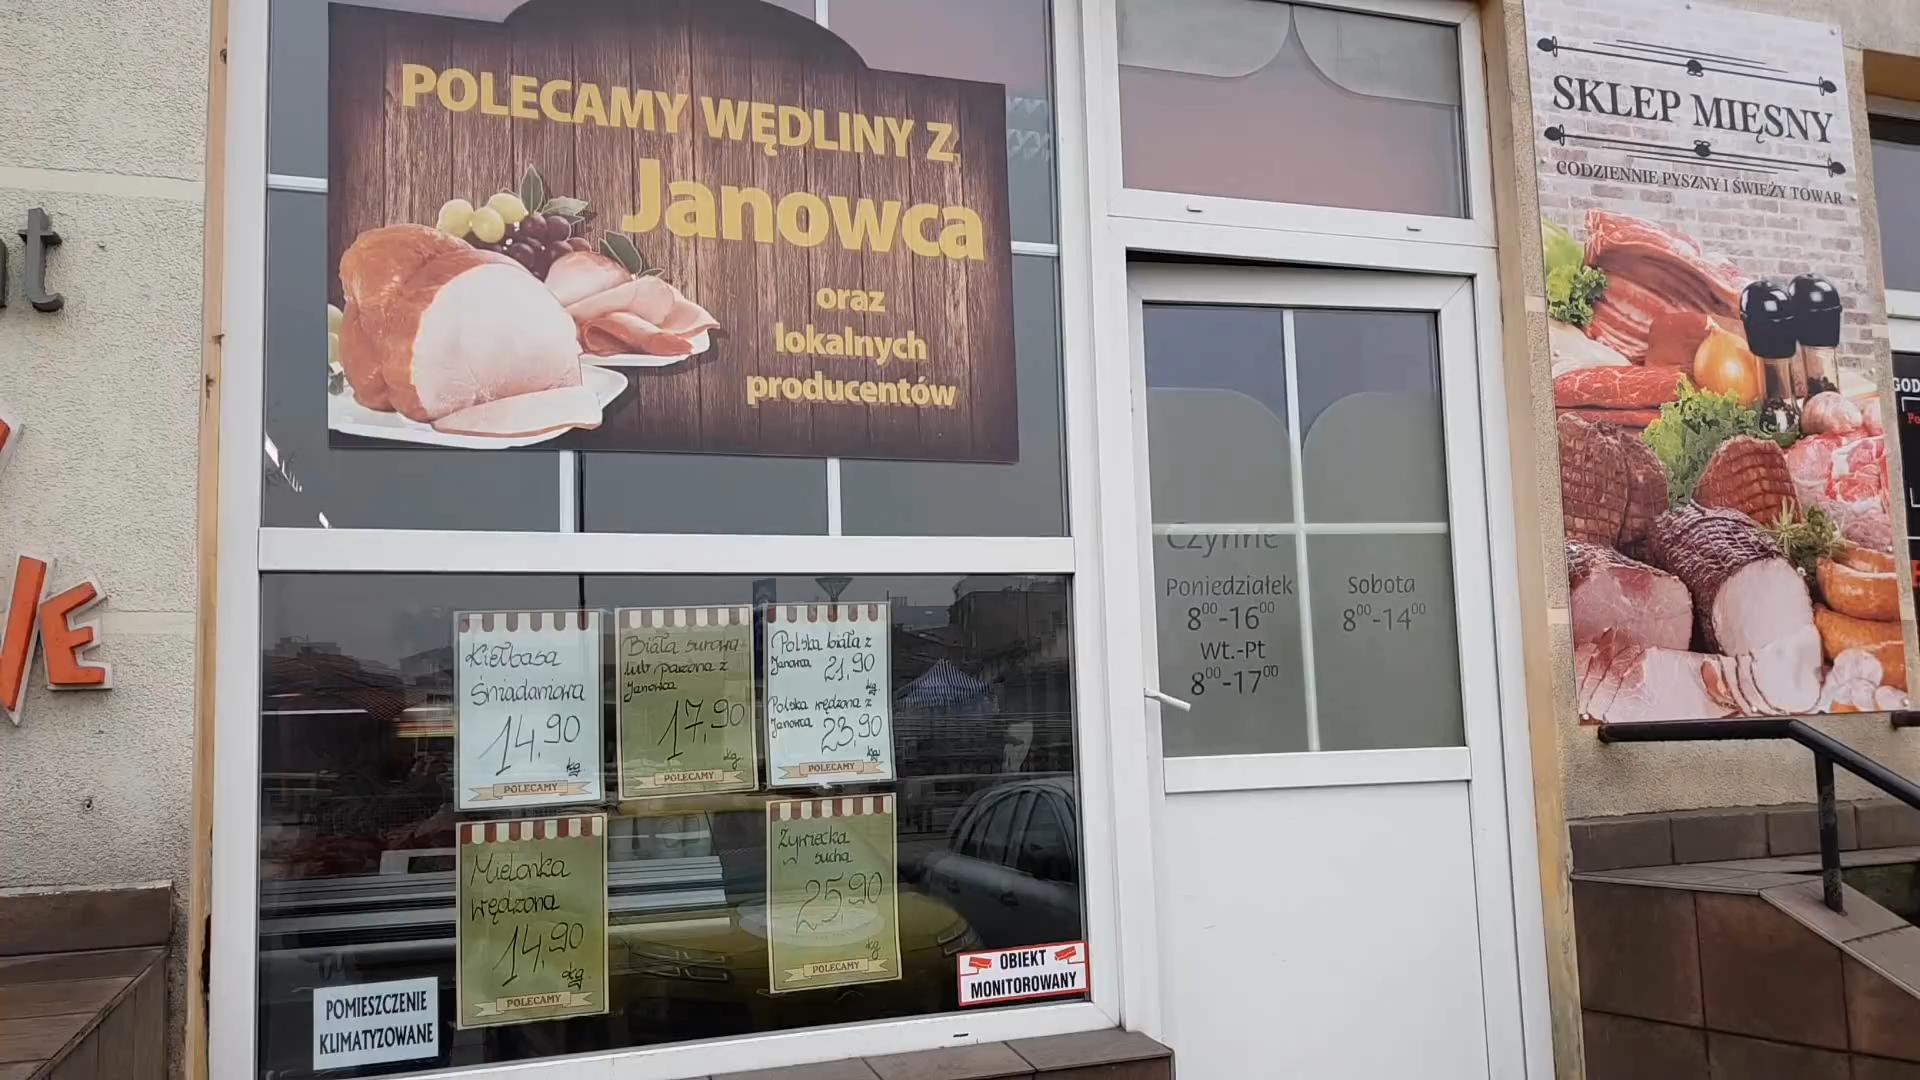 POLECAMY WĘDLINY Z
Janowca
oraz
lokalnych
producentów
SKLEP MIĘSNY
CODZIENNIE PYSZNY I ŚWIEŻY TOWAR
Czynne
Poniedziałek
8⁰⁰-16⁰⁰
Wt.-Pt
8⁰⁰-17⁰⁰
Sobota
8⁰⁰-14⁰⁰
Kiełbasa
Śniadaniowa
14,90
kg
POLECAMY
Biała surowa
lub parzona z
Janowca
17,90
kg
POLECAMY
Polska biała z
Janowca 21,90
kg
Polska wędzona z
Janowca 23,90
kg
POLECAMY
Mielonka
wędzona
14,90
kg
POLECAMY
Żywiecka
sucha
25,90
kg
POLECAMY
POMIESZCZENIE
KLIMATYZOWANE
OBIEKT
MONITOROWANY
GOD